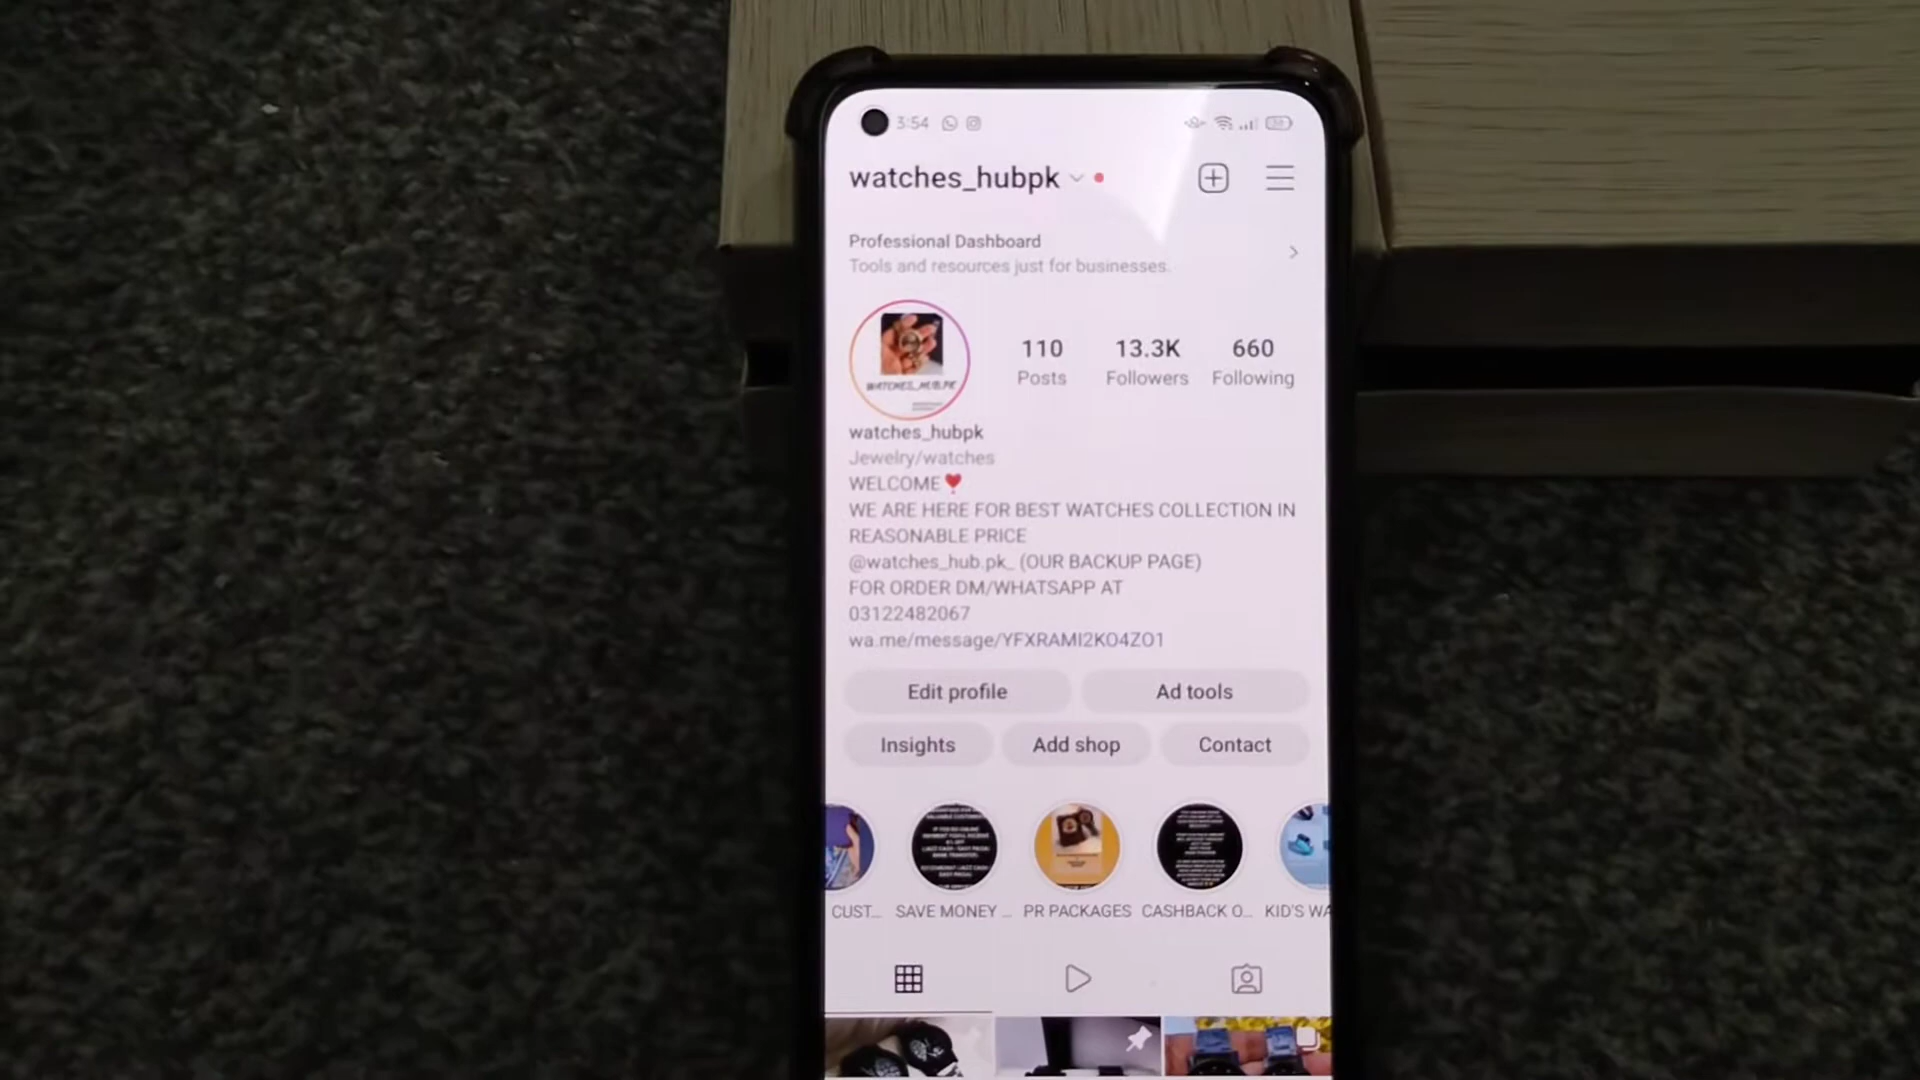 3:54
watches_hubpk
Professional Dashboard
Tools and resources just for businesses.
110 13.3K 660
Posts Followers Following
watches_hubpk
Jewelry/watches
WELCOME❣️
WE ARE HERE FOR BEST WATCHES COLLECTION IN
REASONABLE PRICE
@watches_hub.pk_ (OUR BACKUP PAGE)
FOR ORDER DM/WHATSAPP AT
03122482067
wa.me/message/YFXRAMI2KO4ZO1
Edit profile Ad tools
Insights Add shop Contact
CUST... SAVE MONEY ... PR PACKAGES CASHBACK O... KID'S WA